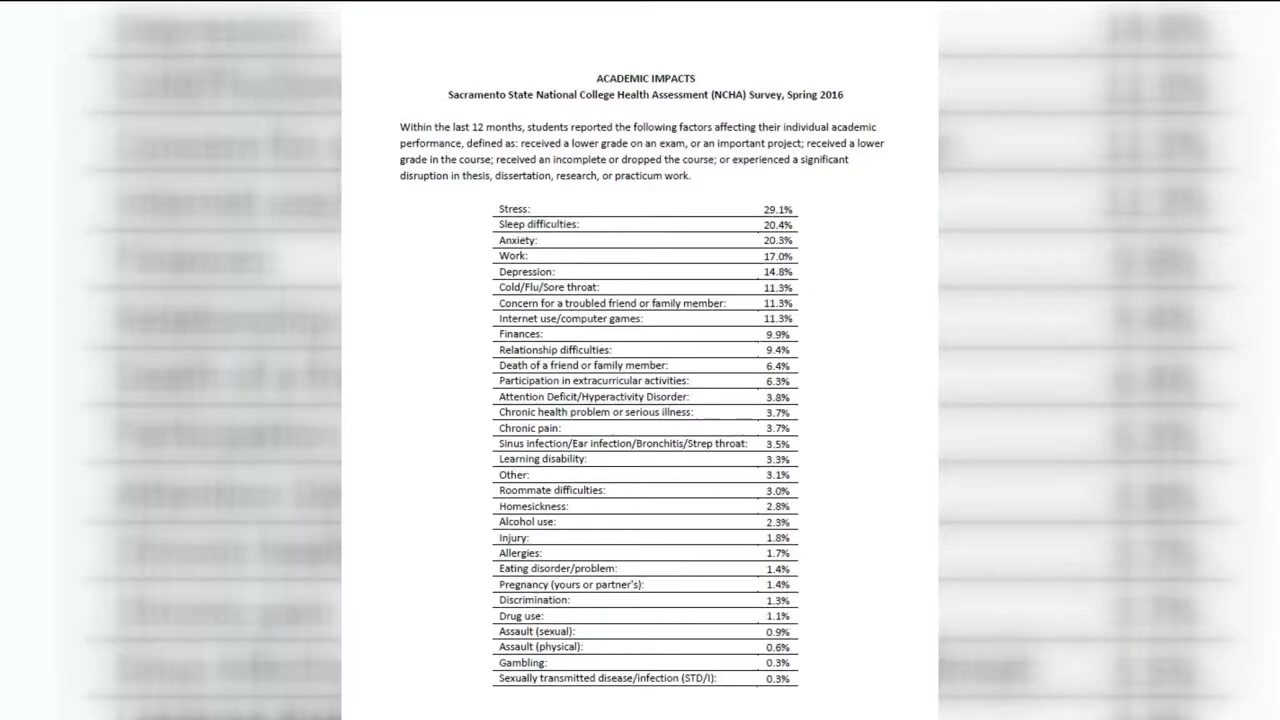 ACADEMIC IMPACTS
Sacramento State National College Health Assessment (NCHA) Survey, Spring 2016
Within the last 12 months, students reported the following factors affecting their individual academic
performance, defined as: received a lower grade on an exam, or an important project; received a lower
grade in the course; received an incomplete or dropped the course; or experienced a significant
disruption in thesis, dissertation, research, or practicum work.
Stress: 29.1%
Sleep difficulties: 20.4%
Anxiety: 20.3%
Work: 17.0%
Depression: 14.8%
Cold/Flu/Sore throat: 11.3%
Concern for a troubled friend or family member: 11.3%
Internet use/computer games: 11.3%
Finances: 9.9%
Relationship difficulties: 9.4%
Death of a friend or family member: 6.4%
Participation in extracurricular activities: 6.3%
Attention Deficit/Hyperactivity Disorder: 3.8%
Chronic health problem or serious illness: 3.7%
Chronic pain: 3.7%
Sinus infection/Ear infection/Bronchitis/Strep throat: 3.5%
Learning disability: 3.3%
Other: 3.1%
Roommate difficulties: 3.0%
Homesickness: 2.8%
Alcohol use: 2.3%
Injury: 1.8%
Allergies: 1.7%
Eating disorder/problem: 1.4%
Pregnancy (yours or partner's): 1.4%
Discrimination: 1.3%
Drug use: 1.1%
Assault (sexual): 0.9%
Assault (physical): 0.6%
Gambling: 0.3%
Sexually transmitted disease/infection (STD/I): 0.3%